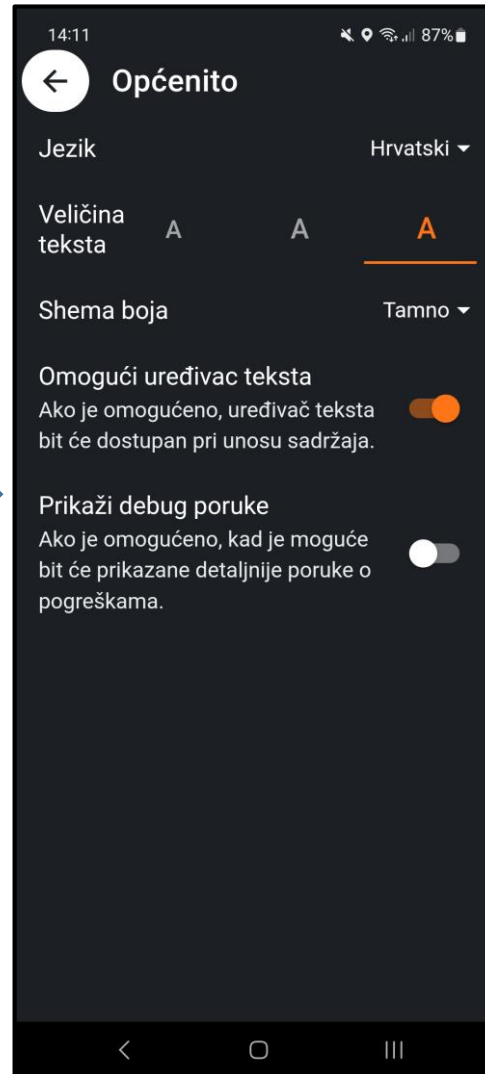 14:11 87%
Općenito
Jezik Hrvatski
Veličina
teksta A A A
Shema boja Tamno
Omogući uređivac teksta
Ako je omogućeno, uređivač teksta
bit će dostupan pri unosu sadržaja.
Prikaži debug poruke
Ako je omogućeno, kad je moguće
bit će prikazane detaljnije poruke o
pogreškama.